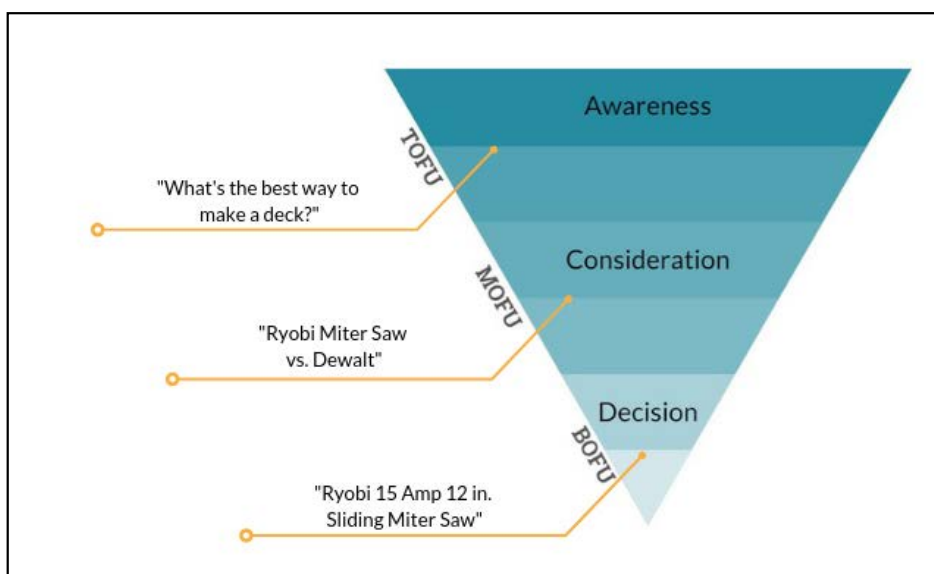 Awareness
TOFU
"What's the best way to
make a deck?"
Consideration
MOFU
"Ryobi Miter Saw
vs. Dewalt"
Decision
BOFU
"Ryobi 15 Amp 12 in.
Sliding Miter Saw"